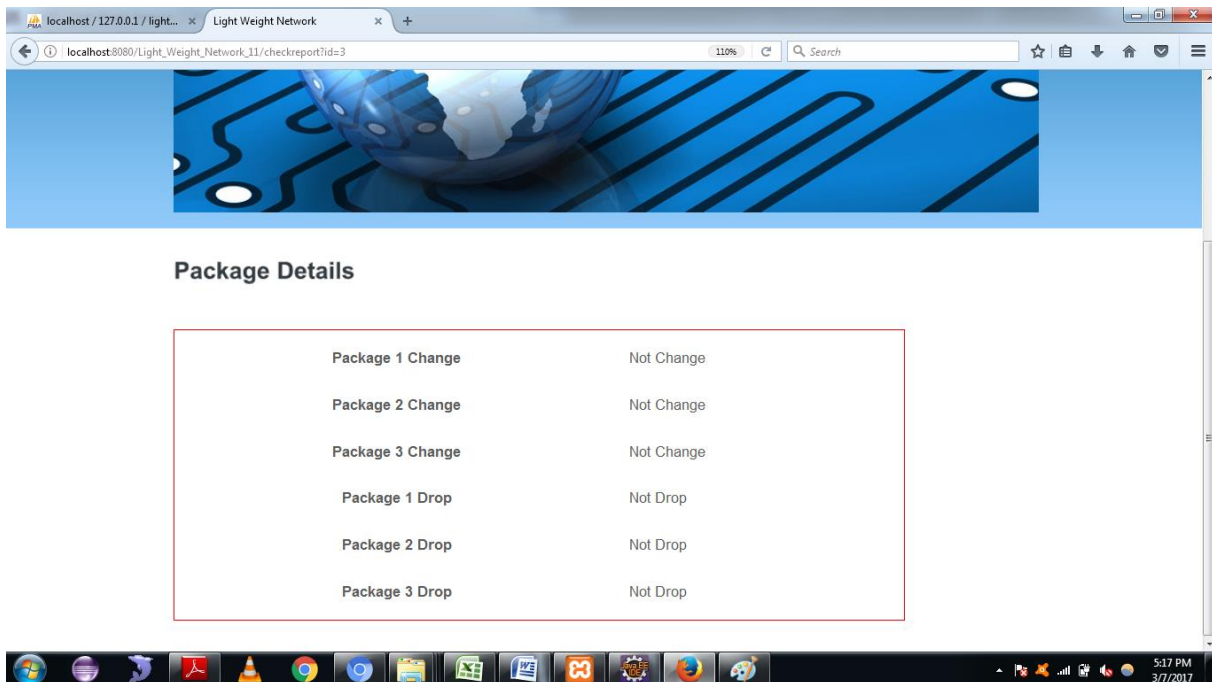 localhost / 127.0.0.1 / light...
Light Weight Network
localhost:8080/Light_Weight_Network_11/checkreport?id=3
110%
Search
Package Details
Package 1 Change Not Change
Package 2 Change Not Change
Package 3 Change Not Change
Package 1 Drop Not Drop
Package 2 Drop Not Drop
Package 3 Drop Not Drop
5:17 PM
3/7/2017